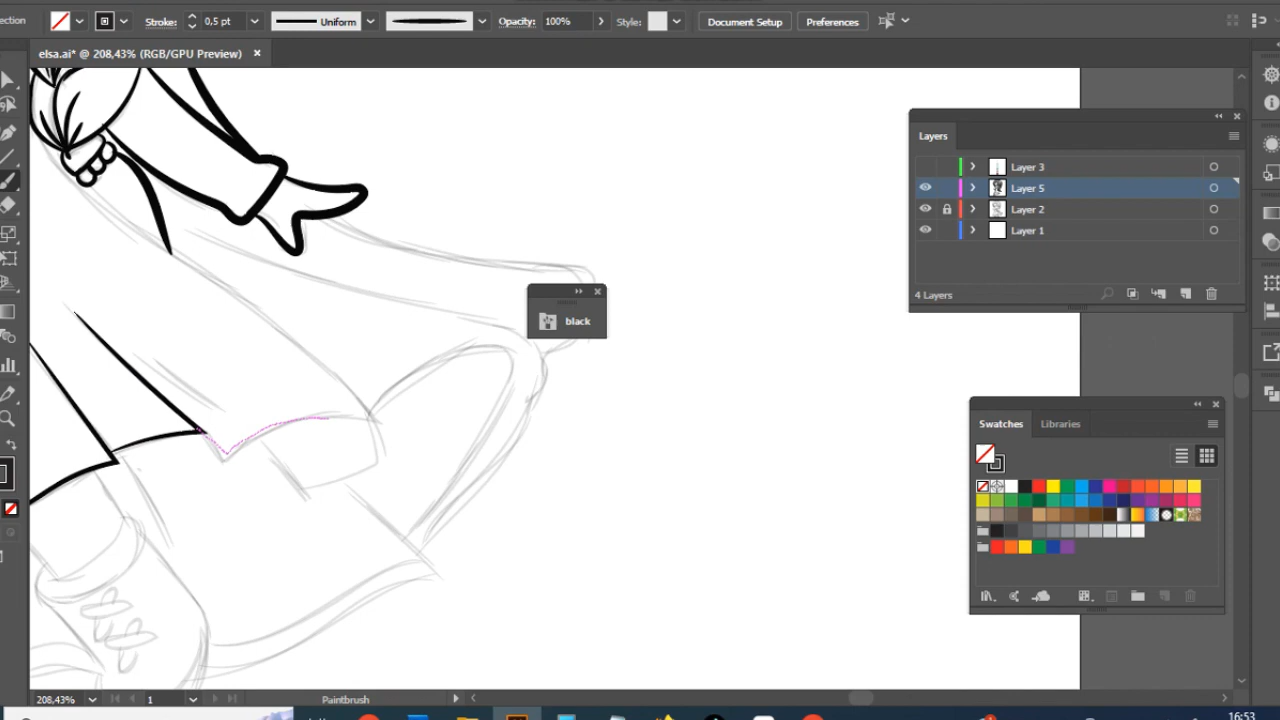 ection
Stroke:
0,5 pt
Uniform
Opacity:
100%
Style:
Document Setup
Preferences
elsa.ai* @ 208,43% (RGB/GPU Preview)
Layers
Layer 3
Layer 5
Layer 2
Layer 1
4 Layers
black
Swatches
Libraries
208,43%
1
Paintbrush
16:53